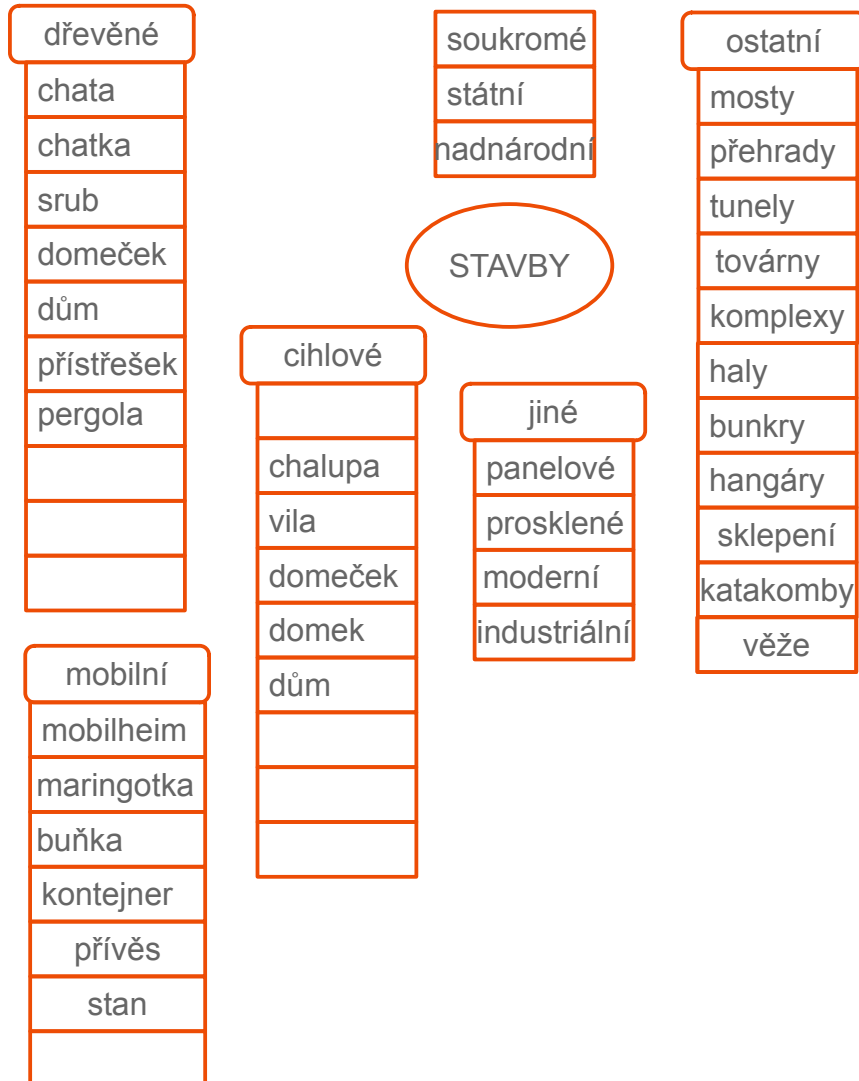 dřevěné
chata
chatka
srub
domeček
dům
přístřešek
pergola
soukromé
státní
nadnárodní
STAVBY
ostatní
mosty
přehrady
tunely
továrny
komplexy
haly
bunkry
hangáry
sklepení
katakomby
věže
cihlové
chalupa
vila
domeček
domek
dům
jiné
panelové
prosklené
moderní
industriální
mobilní
mobilheim
maringotka
buňka
kontejner
přívěs
stan